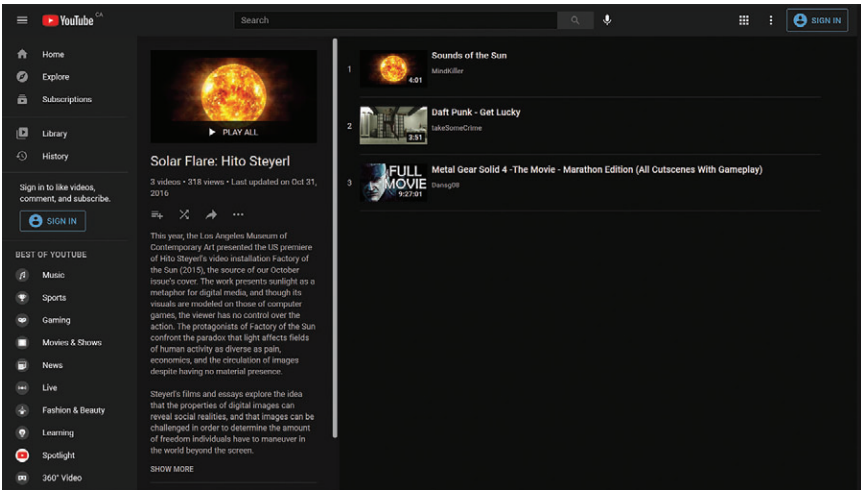 YouTube CA
Search
SIGN IN
Home
Explore
Subscriptions
Library
History
Sign in to like videos,
comment, and subscribe.
SIGN IN
BEST OF YOUTUBE
Music
Sports
Gaming
Movies & Shows
News
Live
Fashion & Beauty
Learning
Spotlight
360° Video
PLAY ALL
Solar Flare: Hito Steyerl
3 videos • 318 views • Last updated on Oct 31,
2016
This year, the Los Angeles Museum of
Contemporary Art presented the US premiere
of Hito Steyerl's video installation Factory of
the Sun (2015), the source of our October
issue's cover. The work presents sunlight as a
metaphor for digital media, and though its
visuals are modeled on those of computer
games, the viewer has no control over the
action. The protagonists of Factory of the Sun
confront the paradox that light affects fields
of human activity as diverse as pain,
economics, and the circulation of images
despite having no material presence.
Steyerl's films and essays explore the idea
that the properties of digital images can
reveal social realities, and that images can be
challenged in order to determine the amount
of freedom individuals have to maneuver in
the world beyond the screen.
SHOW MORE
1
4:01
Sounds of the Sun
MindKiller
2
3:51
Daft Punk - Get Lucky
takeSomeCrime
3
FULL
MOVIE
9:27:01
Metal Gear Solid 4 -The Movie - Marathon Edition (All Cutscenes With Gameplay)
Dansg08